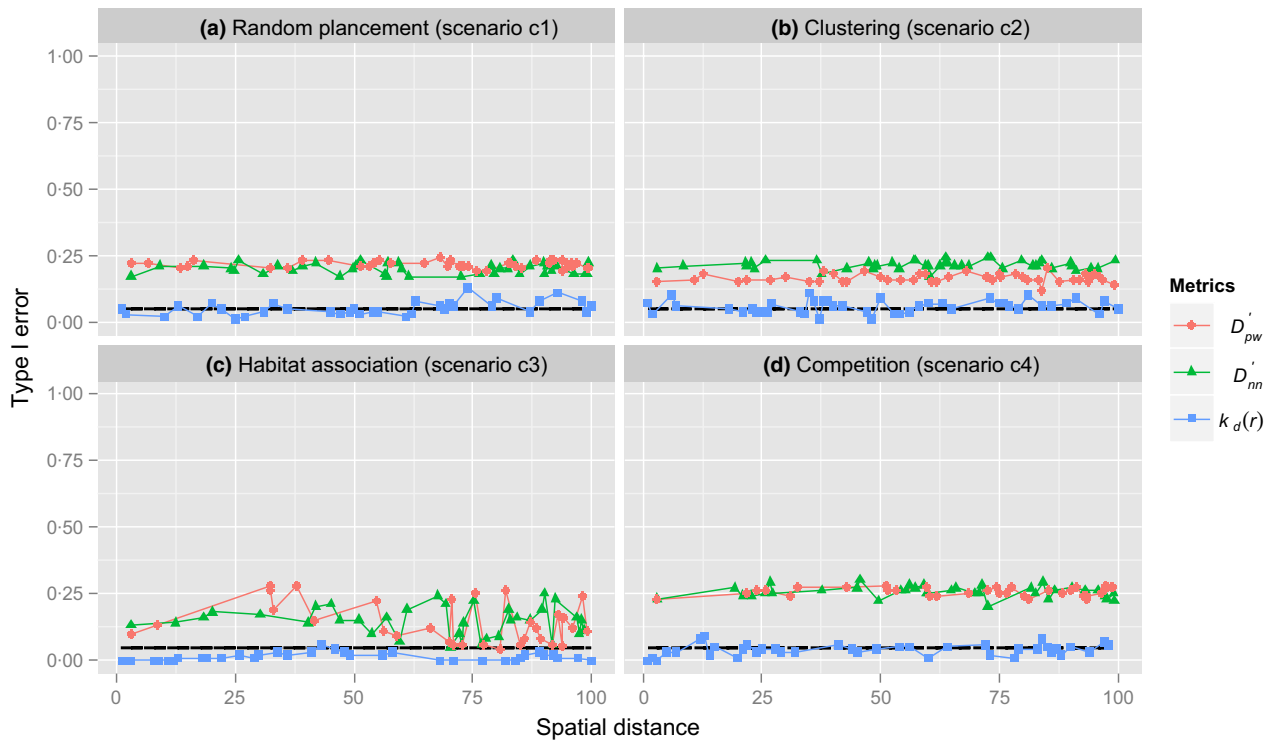 (a) Random plancement (scenario c1)
(b) Clustering (scenario c2)
1·00
0·75
0·50
0·25
0·00
(c) Habitat association (scenario c3)
(d) Competition (scenario c4)
1·00
0·75
0·50
0·25
0·00
0 25 50 75 100
0 25 50 75 100
Type I error
Spatial distance
Metrics
D'pw
D'nn
k d(r)